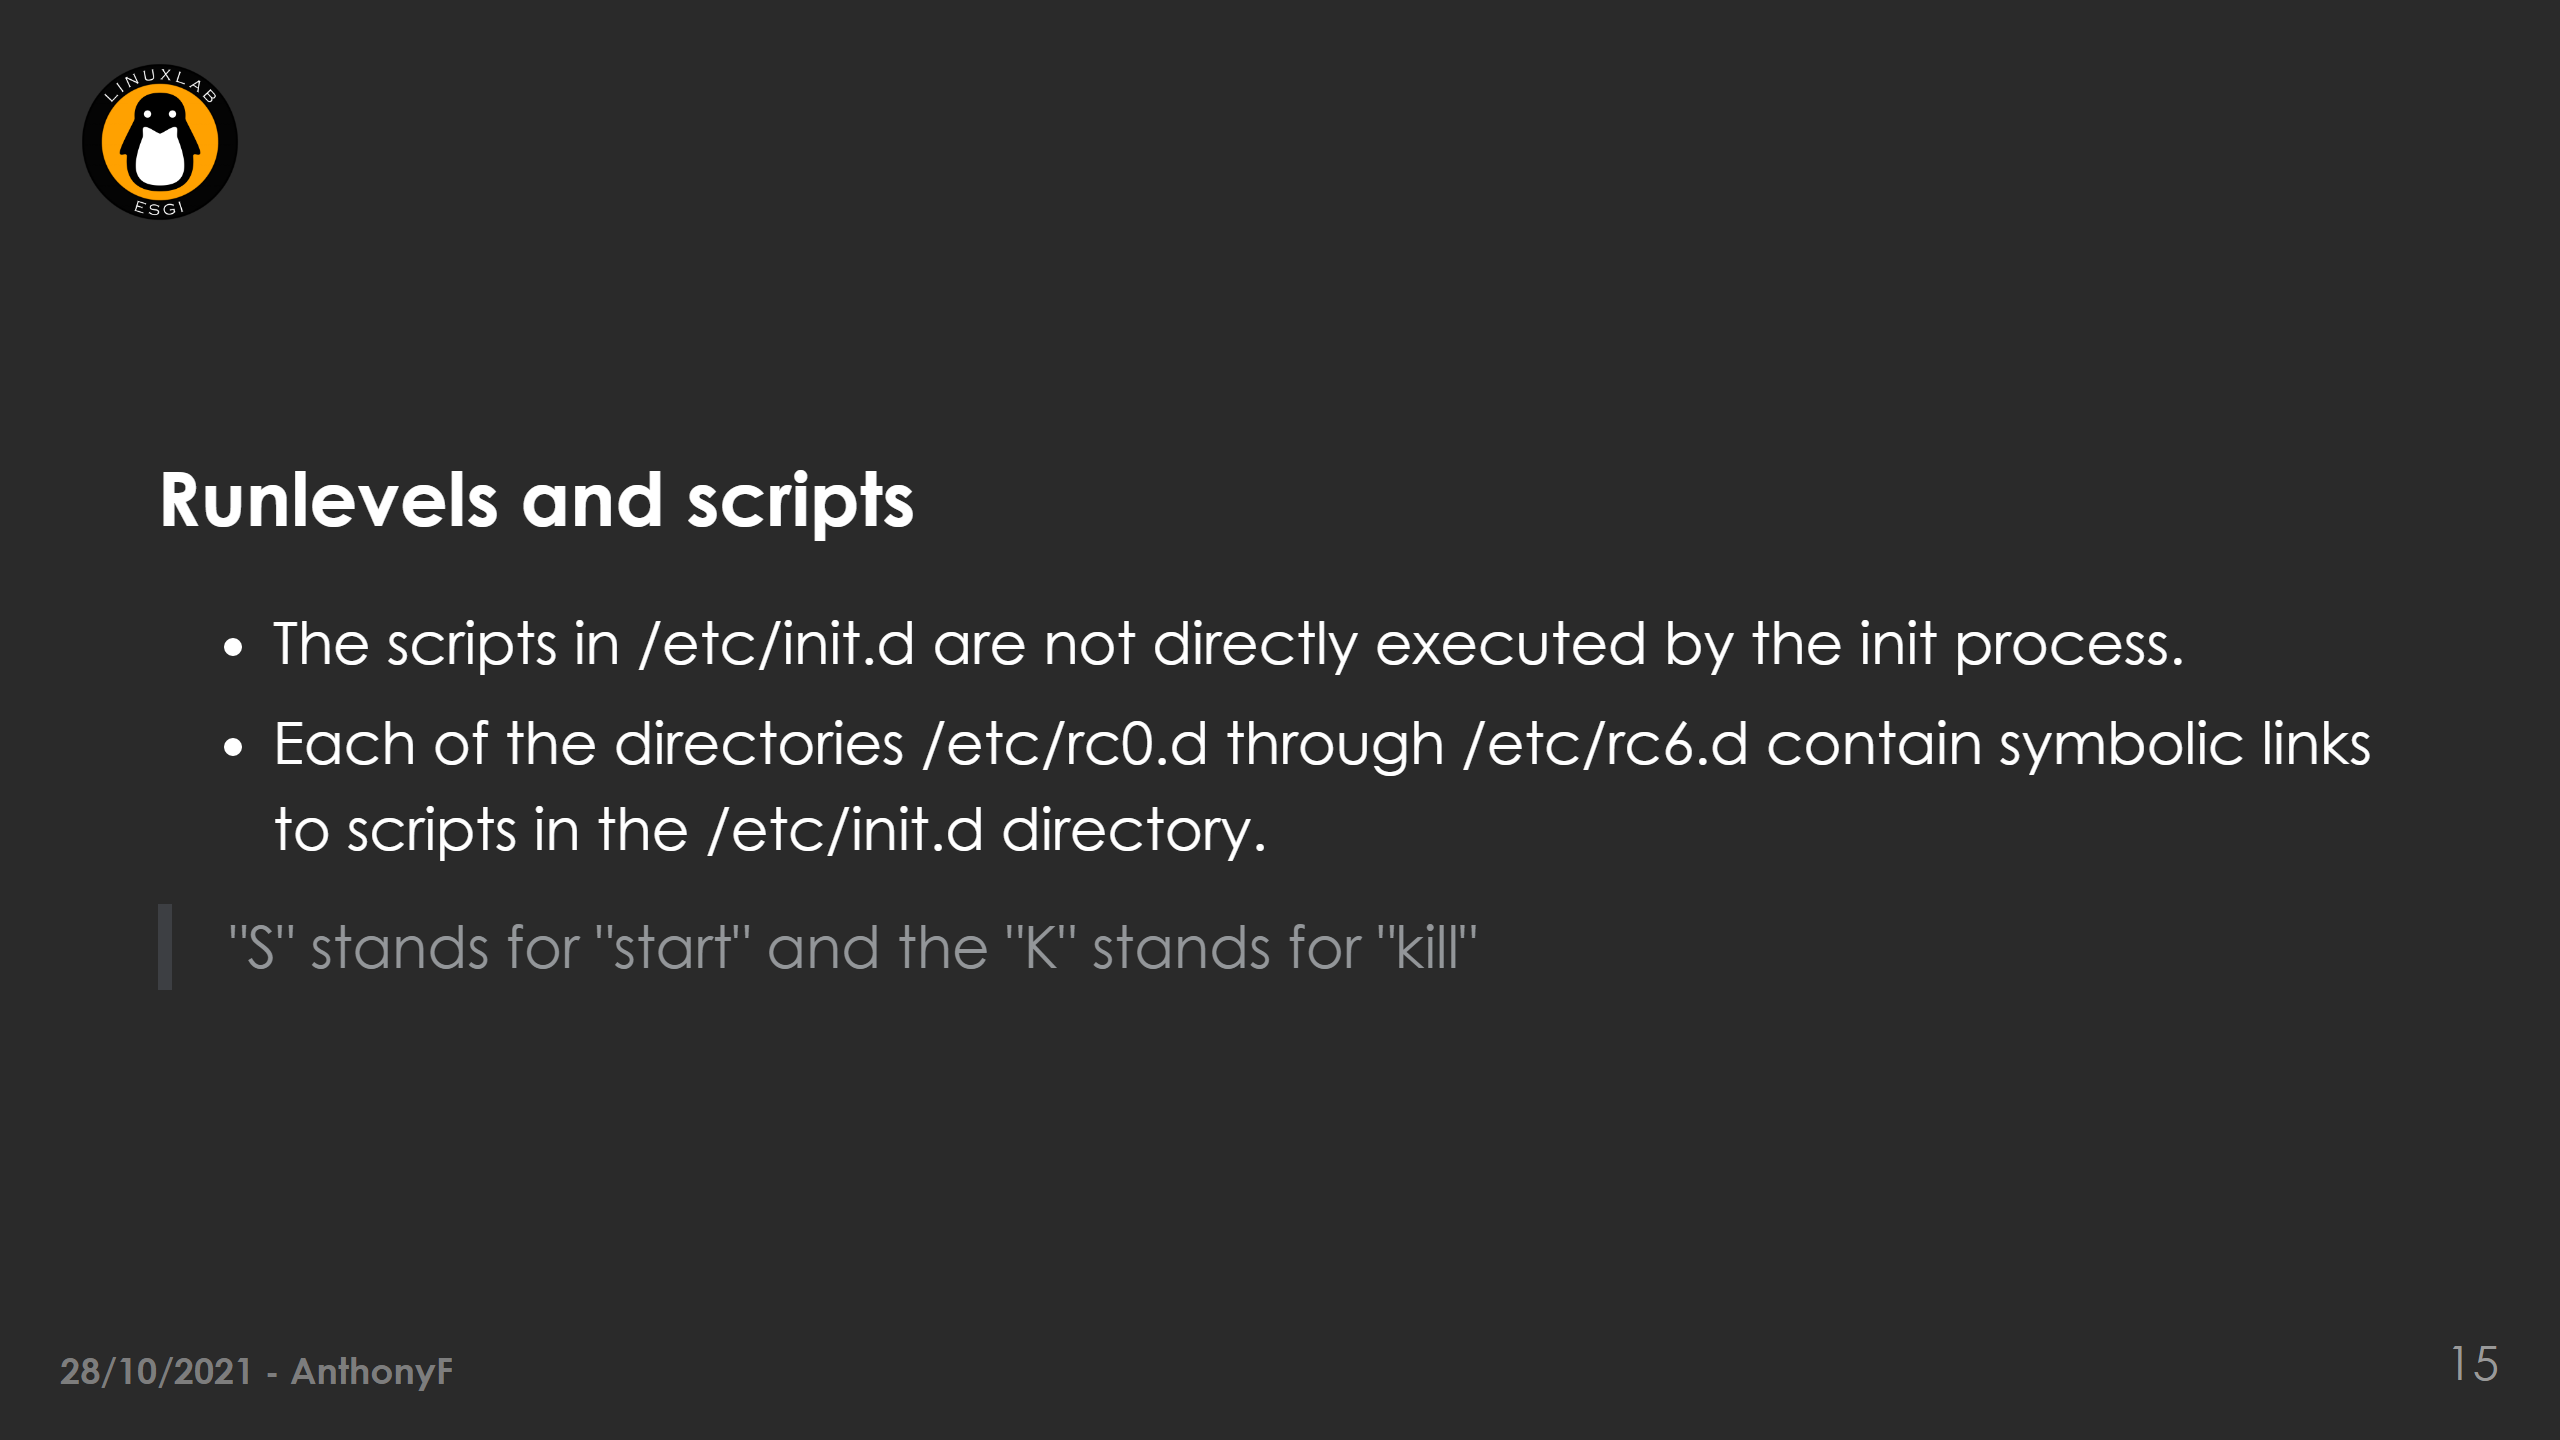 LINUXLAB
ESGI
Runlevels and scripts
• The scripts in /etc/init.d are not directly executed by the init process.
• Each of the directories /etc/rc0.d through /etc/rc6.d contain symbolic links
to scripts in the /etc/init.d directory.
"S" stands for "start" and the "K" stands for "kill"
28/10/2021 - AnthonyF
15